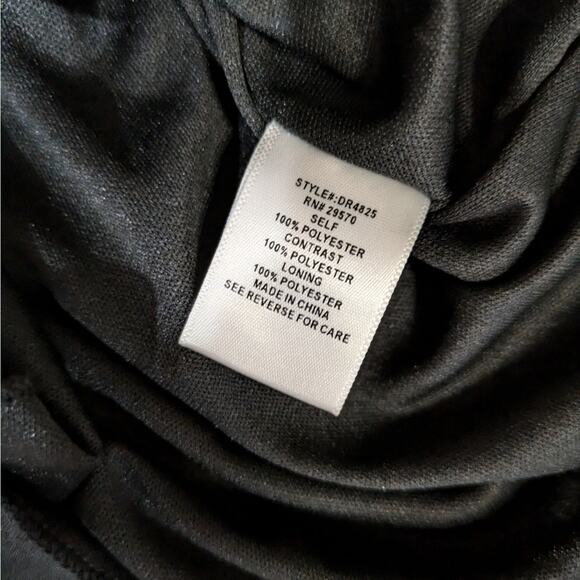 STYLE#:DR4825
RN# 29570
SELF
100% POLYESTER
CONTRAST
100% POLYESTER
LONING
100% POLYESTER
MADE IN CHINA
SEE REVERSE FOR CARE